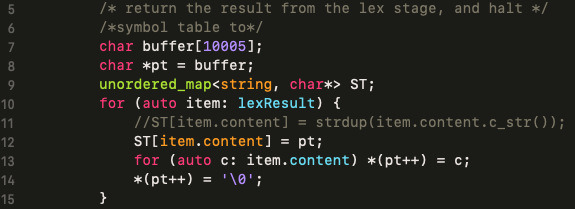 5 /* return the result from the lex stage, and halt */
6 /*symbol table to*/
7 char buffer[10005];
8 char *pt = buffer;
9 unordered_map<string, char*> ST;
10 for (auto item: lexResult) {
11 //ST[item.content] = strdup(item.content.c_str());
12 ST[item.content] = pt;
13 for (auto c: item.content) *(pt++) = c;
14 *(pt++) = '\0';
15 }